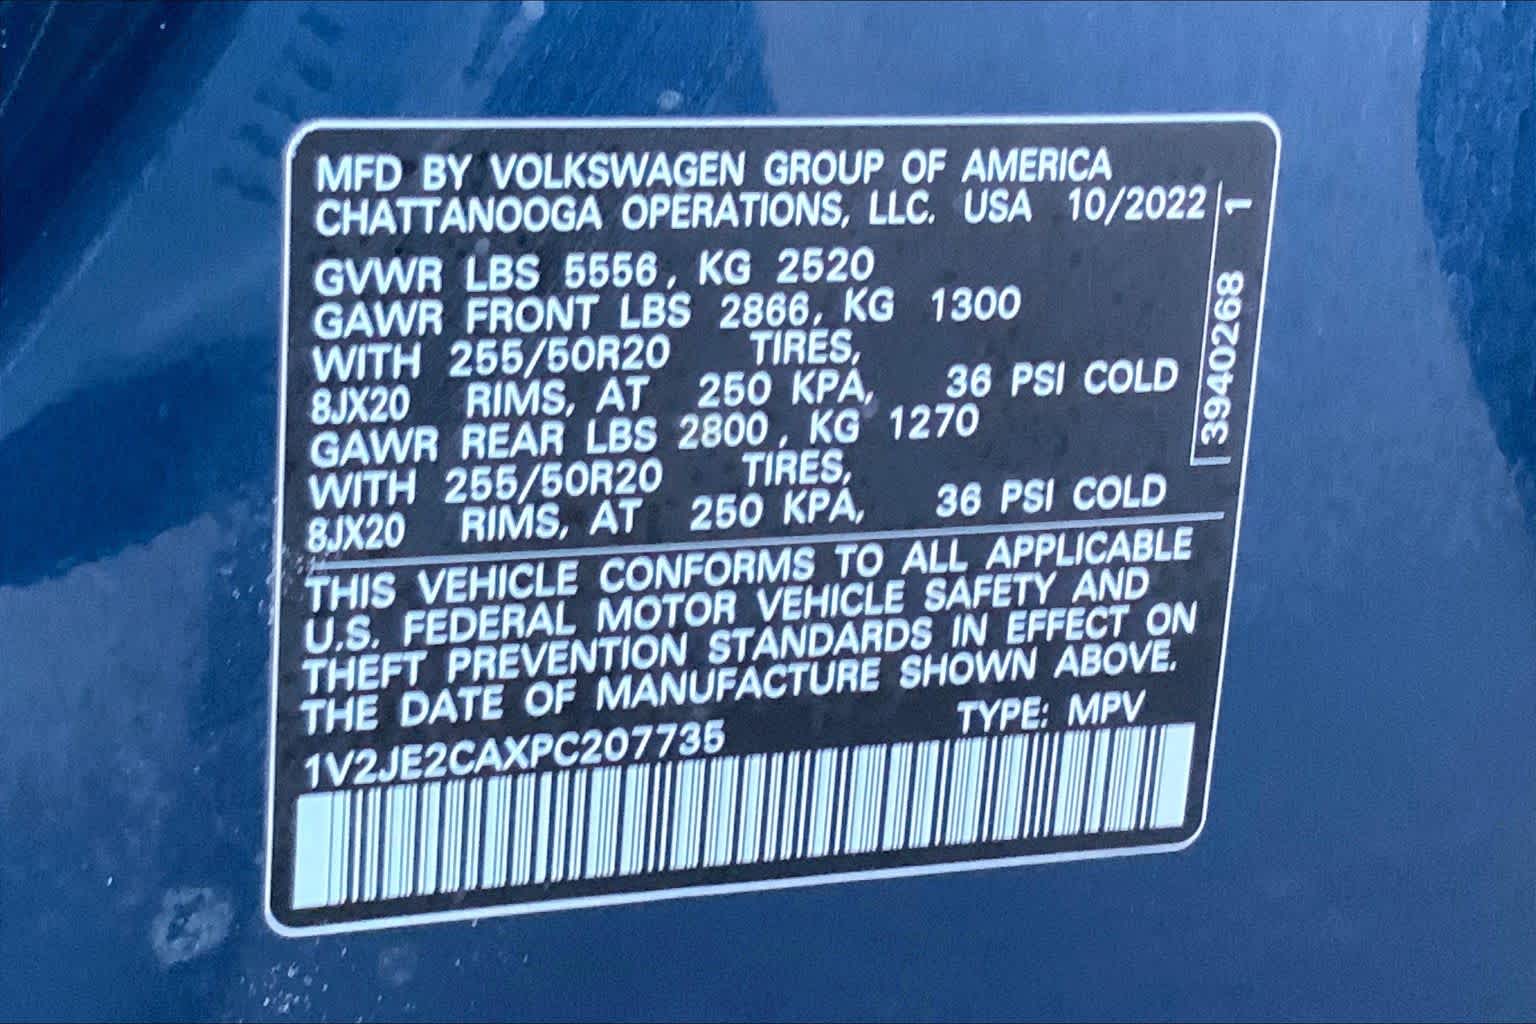 MFD BY VOLKSWAGEN GROUP OF AMERICA
CHATTANOOGA OPERATIONS, LLC. USA 10/2022
GVWR LBS 5556, KG 2520
GAWR FRONT LBS 2866, KG 1300
WITH 255/50R20 TIRES,
8JX20 RIMS, AT 250 KPA, 36 PSI COLD
GAWR REAR LBS 2800, KG 1270
WITH 255/50R20 TIRES,
8JX20 RIMS, AT 250 KPA, 36 PSI COLD
THIS VEHICLE CONFORMS TO ALL APPLICABLE
U.S. FEDERAL MOTOR VEHICLE SAFETY AND
THEFT PREVENTION STANDARDS IN EFFECT ON
THE DATE OF MANUFACTURE SHOWN ABOVE.
1V2JE2CAXPC207735 TYPE: MPV
3940268 1